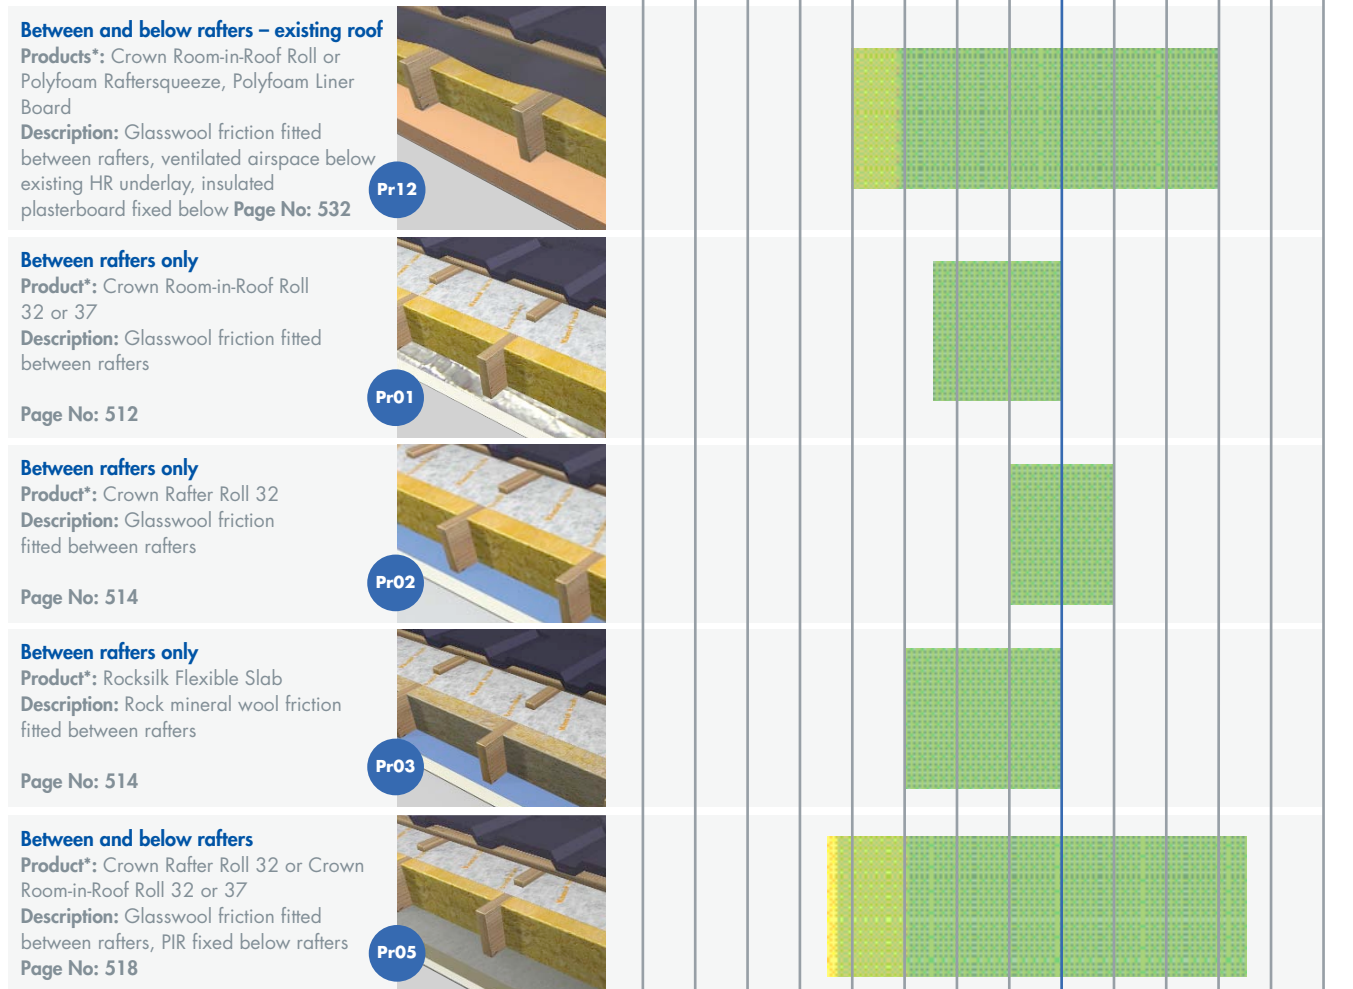 Between and below rafters – existing roof
Products*: Crown Room-in-Roof Roll or
Polyfoam Raftersqueeze, Polyfoam Liner
Board
Description: Glasswool friction fitted
between rafters, ventilated airspace below
existing HR underlay, insulated
plasterboard fixed below Page No: 532
Pr12
Between rafters only
Product*: Crown Room-in-Roof Roll
32 or 37
Description: Glasswool friction fitted
between rafters
Page No: 512
Pr01
Between rafters only
Product*: Crown Rafter Roll 32
Description: Glasswool friction
fitted between rafters
Page No: 514
Pr02
Between rafters only
Product*: Rocksilk Flexible Slab
Description: Rock mineral wool friction
fitted between rafters
Page No: 514
Pr03
Between and below rafters
Product*: Crown Rafter Roll 32 or Crown
Room-in-Roof Roll 32 or 37
Description: Glasswool friction fitted
between rafters, PIR fixed below rafters
Page No: 518
Pr05